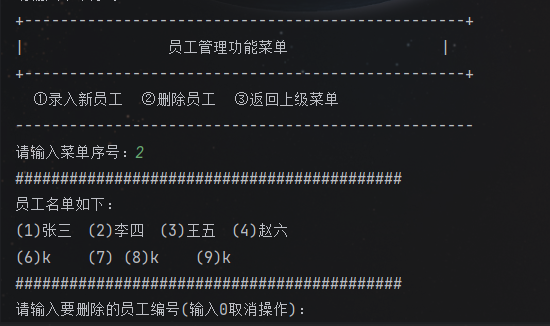 +-------------------------------------------------+
|                员工管理功能菜单                 |
+-------------------------------------------------+
①录入新员工  ②删除员工  ③返回上级菜单
---------------------------------------------------
请输入菜单序号：2
###########################################
员工名单如下：
(1)张三  (2)李四  (3)王五  (4)赵六
(6)k    (7) (8)k    (9)k
###########################################
请输入要删除的员工编号(输入0取消操作)：